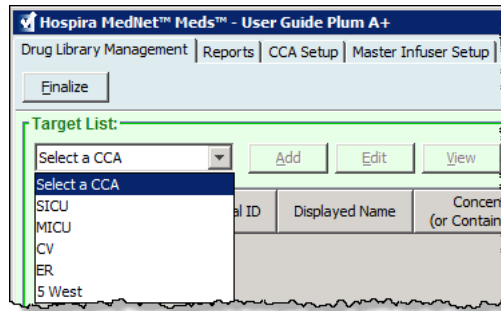 Hospira MedNet™ Meds™ - User Guide Plum A+
Drug Library Management Reports CCA Setup Master Infuser Setup
Finalize
Target List:
Select a CCA Add Edit View
Select a CCA
SICU
MICU
CV
ER
5 West
al ID Displayed Name Concen
(or Contain